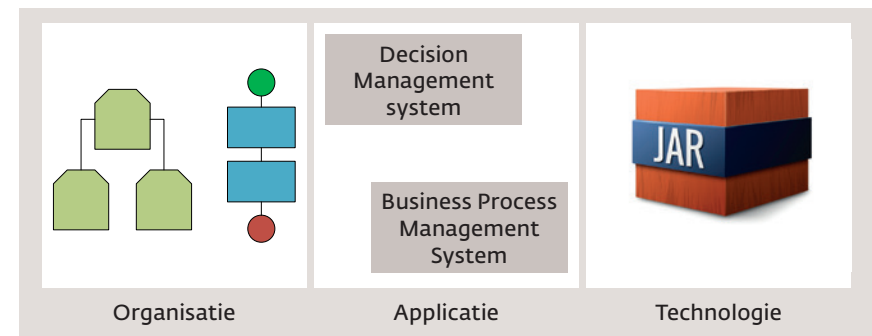 Decision
Management
system
JAR
Business Process
Management
System
Organisatie
Applicatie
Technologie